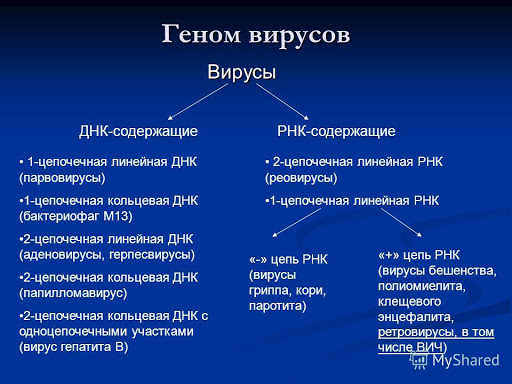 Геном вирусов
Вирусы
ДНК-содержащие
• 1-цепочечная линейная ДНК
(парвовирусы)
•1-цепочечная кольцевая ДНК
(бактериофаг М13)
•2-цепочечная линейная ДНК
(аденовирусы, герпесвирусы)
•2-цепочечная кольцевая ДНК
(папилломавирус)
•2-цепочечная кольцевая ДНК с
одноцепочечными участками
(вирус гепатита В)
РНК-содержащие
• 2-цепочечная линейная РНК
(реовирусы)
•1-цепочечная линейная РНК
«-» цепь РНК
(вирусы
гриппа, кори,
паротита)
«+» цепь РНК
(вирусы бешенства,
полиомиелита,
клещевого
энцефалита,
ретровирусы, в том
числе ВИЧ)
MyShared